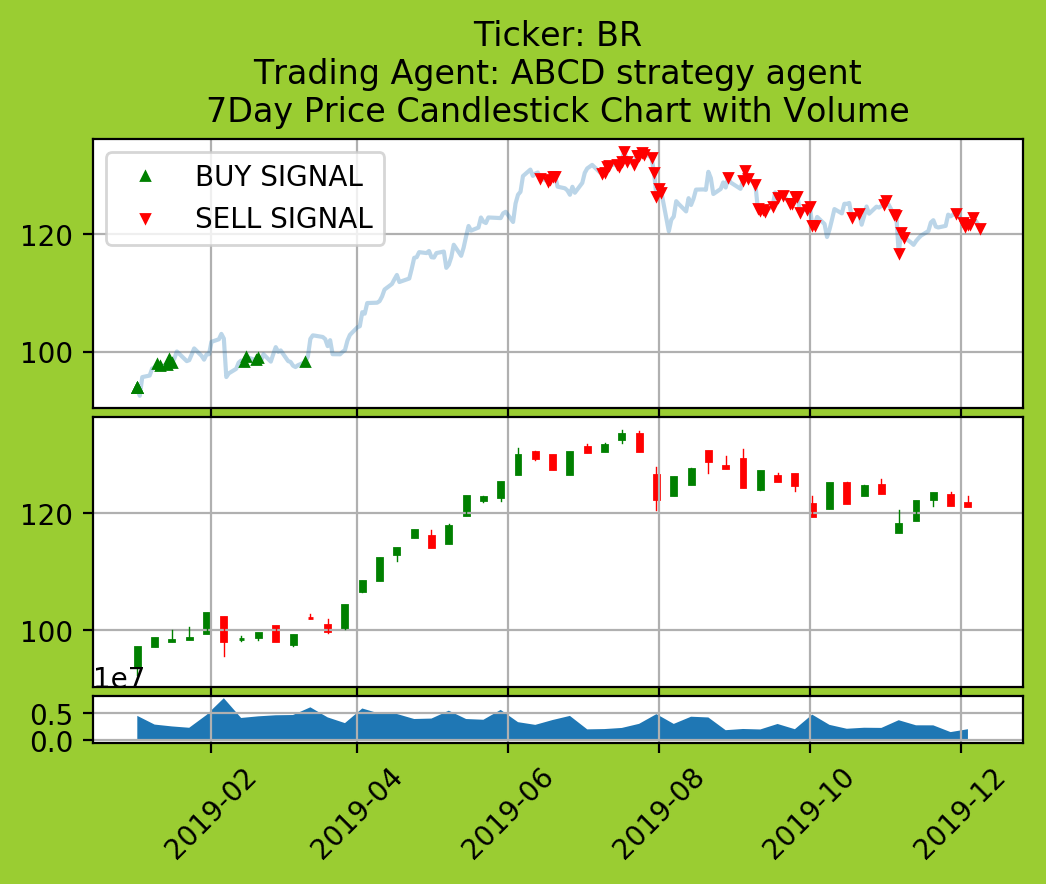 Ticker: BR
Trading Agent: ABCD strategy agent
7Day Price Candlestick Chart with Volume
BUY SIGNAL
SELL SIGNAL
120
100
120
100
1e7
0.5
0.0
2019-02
2019-04
2019-06
2019-08
2019-10
2019-12